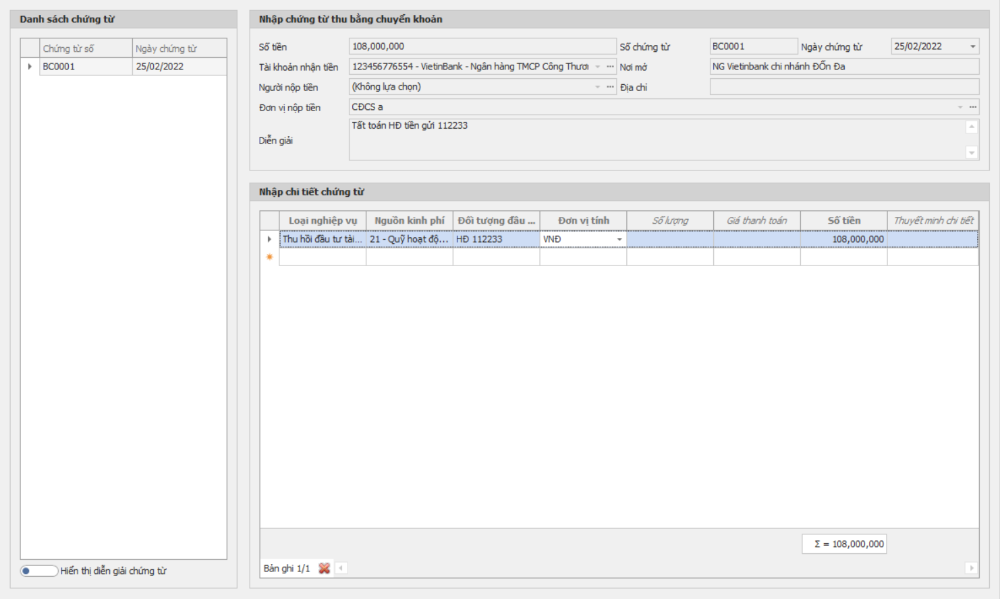 Danh sách chứng từ
Chứng từ số Ngày chứng từ
BC0001 25/02/2022
Hiển thị diễn giải chứng từ
Nhập chứng từ thu bằng chuyển khoản
Số tiền 108,000,000 Số chứng từ BC0001 Ngày chứng từ 25/02/2022
Tài khoản nhận tiền 123456776554 - VietinBank - Ngân hàng TMCP Công Thươ Nơi mở NG Vietinbank chi nhánh ĐỐn Đa
Người nộp tiền (Không lựa chọn) Địa chỉ
Đơn vị nộp tiền CĐCS a
Diễn giải Tất toán HĐ tiền gửi 112233
Nhập chi tiết chứng từ
Loại nghiệp vụ Nguồn kinh phí Đối tượng đầu ... Đơn vị tính Số lượng Giá thanh toán Số tiền Thuyết minh chi tiết
Thu hồi đầu tư tài... 21 - Quỹ hoạt độ... HĐ 112233 VNĐ 108,000,000
Σ = 108,000,000
Bản ghi 1/1